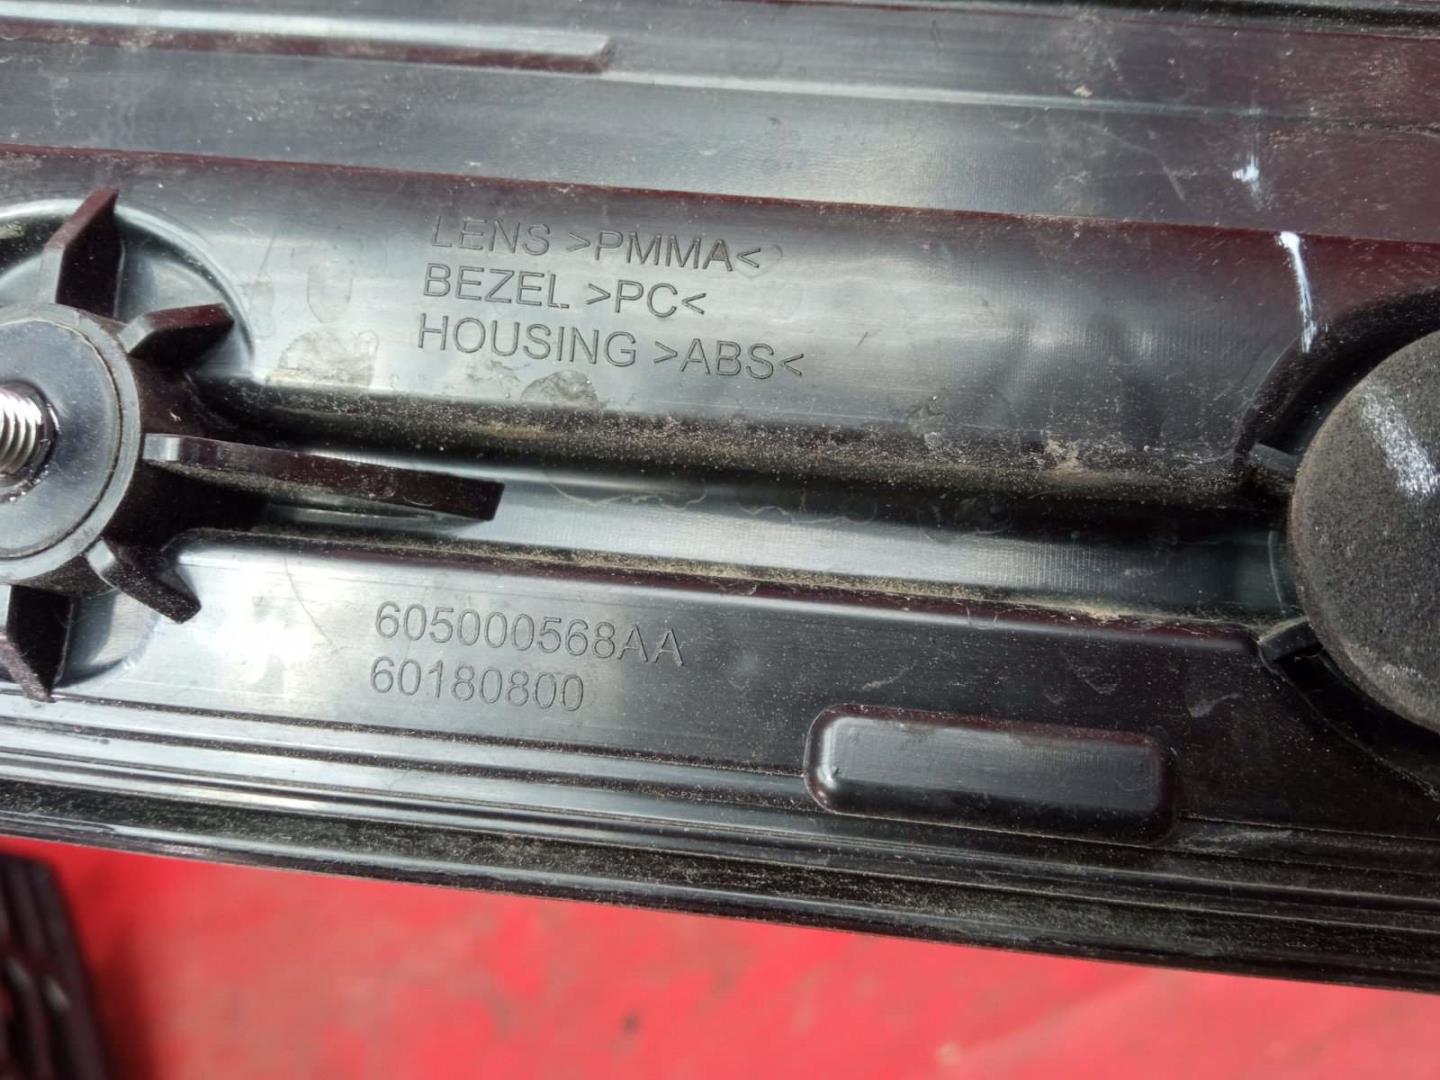 LENS >PMMA<
BEZEL >PC<
HOUSING >ABS<
605000568AA
60180800